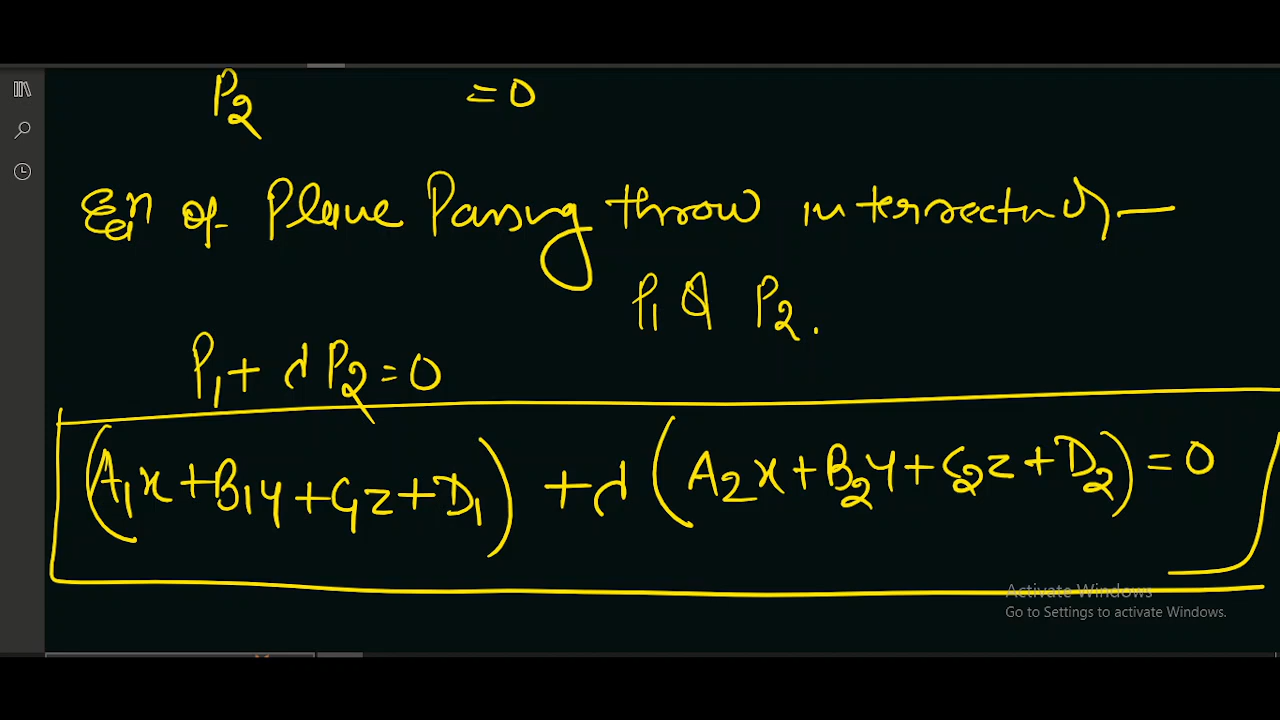 P2 = 0
Eqn of Plane Passing throw intersection of
P1 & P2.
P1 + λ P2 = 0
(A1x + B1y + C1z + D1) + λ (A2x + B2y + C2z + D2) = 0
Activate Windows
Go to Settings to activate Windows.